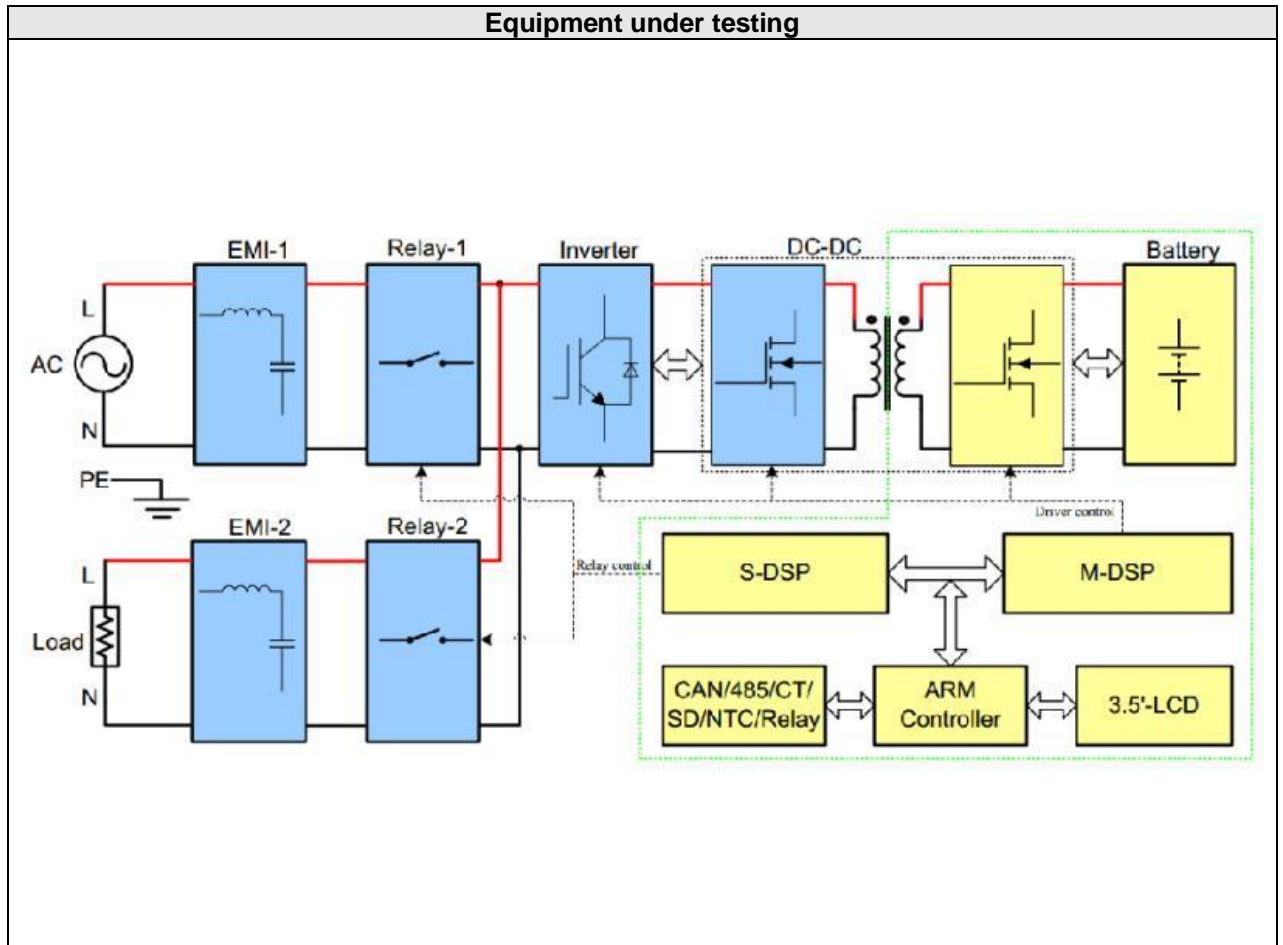 Equipment under testing
EMI-1
Relay-1
Inverter
DC-DC
Battery
L
AC
N
PE
EMI-2
Relay-2
Driver control
L
Relay control
S-DSP
M-DSP
Load
N
CAN/485/CT/
SD/NTC/Relay
ARM
Controller
3.5'-LCD